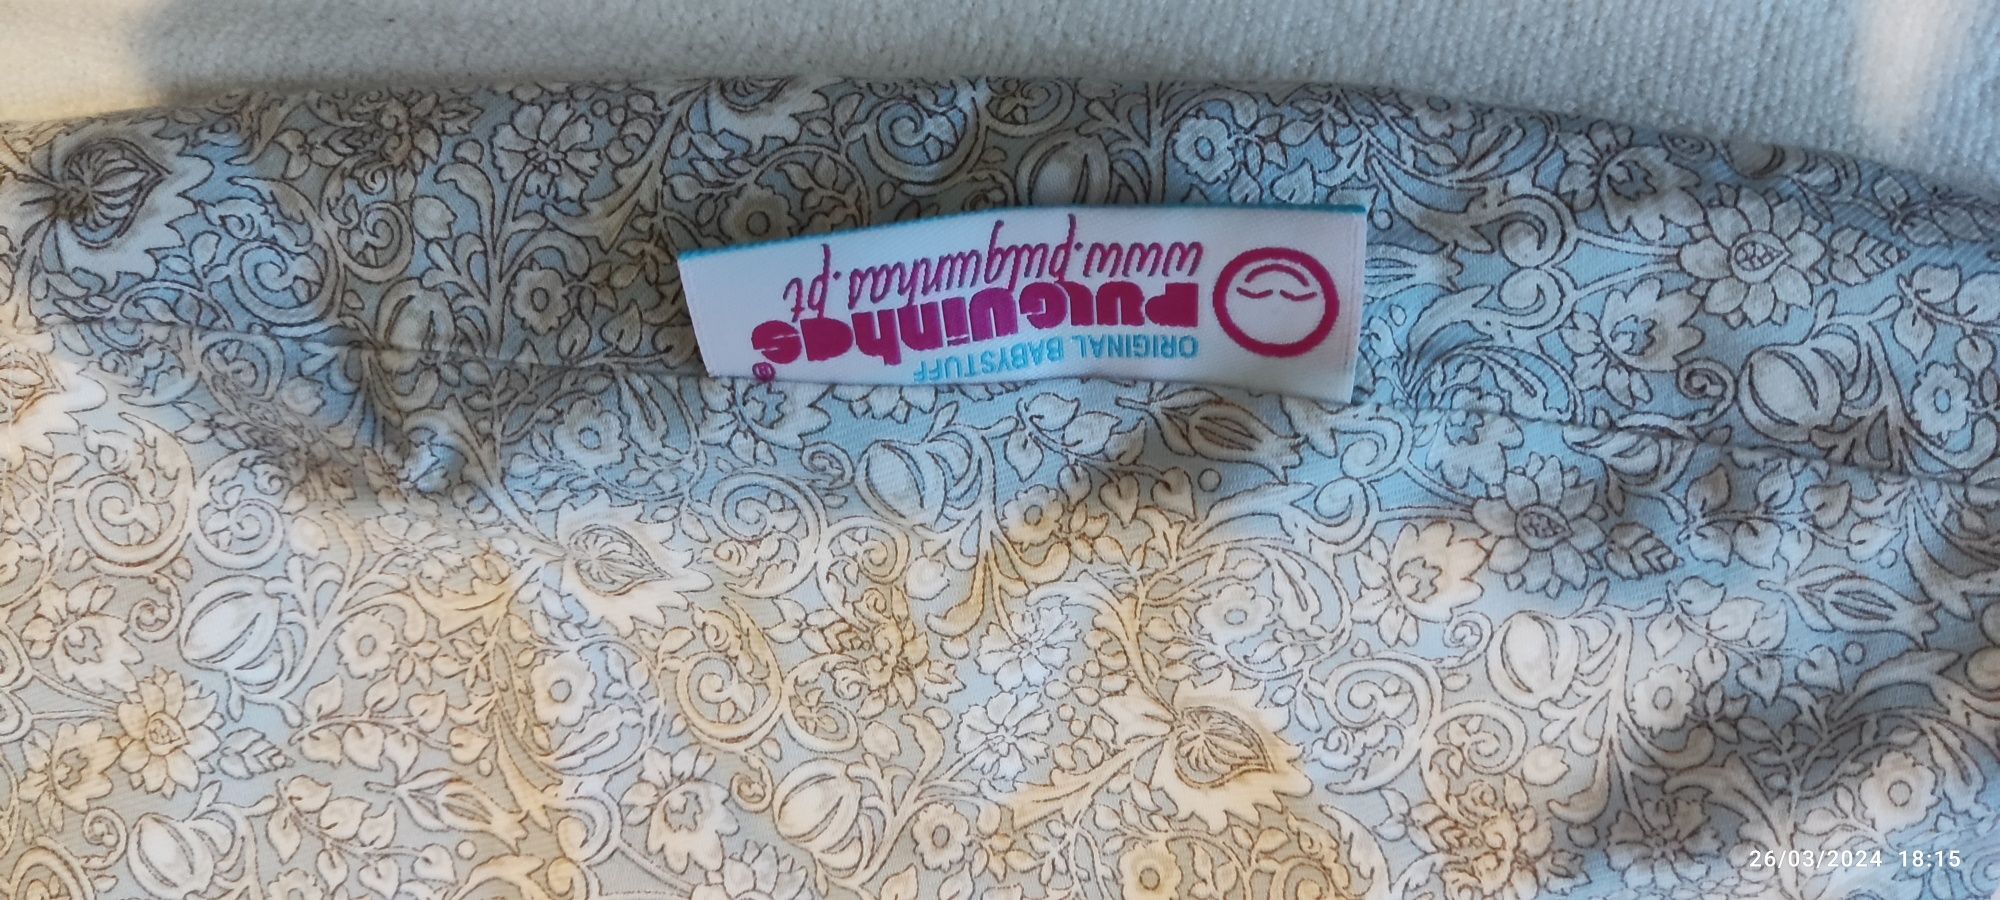 ORIGINAL BABYSTUFF
PULGUinhas®
www.pulguinhas.pt
26/03/2024 18:15